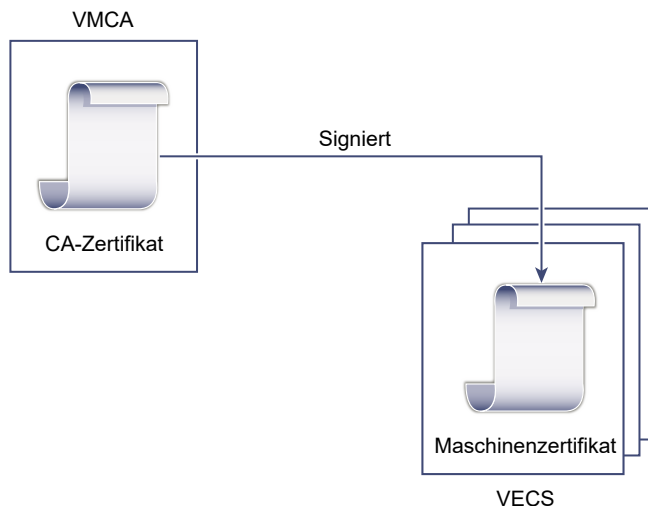 VMCA
Signiert
CA-Zertifikat
Maschinenzertifikat
VECS